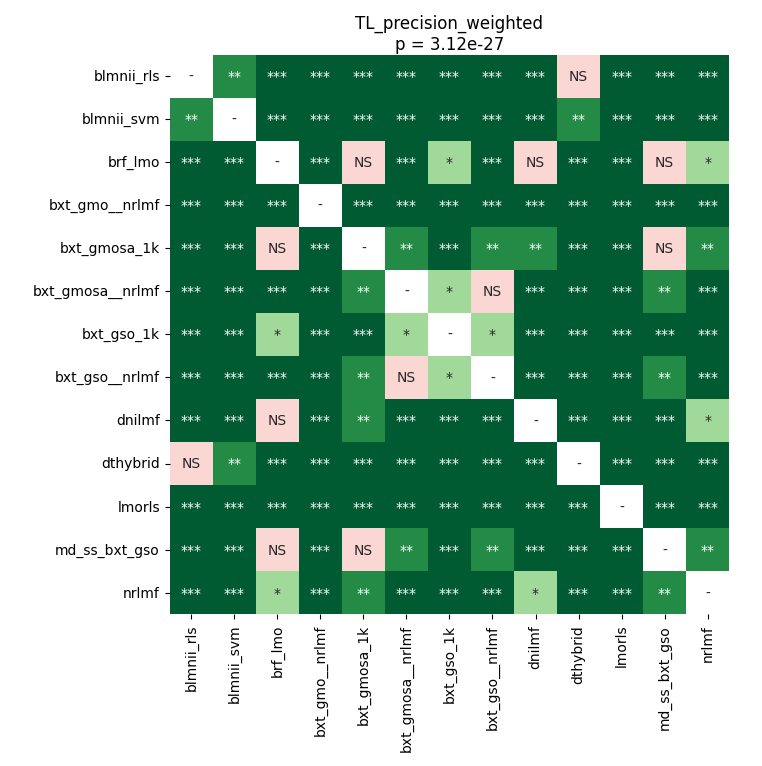 TL_precision_weighted
p = 3.12e-27
blmnii_rls - ** *** *** *** *** *** *** *** NS *** *** ***
blmnii_svm ** - *** *** *** *** *** *** *** ** *** *** ***
brf_lmo *** *** - *** NS *** * *** NS *** *** NS *
bxt_gmo__nrlmf *** *** *** - *** *** *** *** *** *** *** *** ***
bxt_gmosa_1k *** *** NS *** - ** *** ** ** *** *** NS **
bxt_gmosa__nrlmf *** *** *** *** ** - * NS *** *** *** ** ***
bxt_gso_1k *** *** * *** *** * - * *** *** *** *** ***
bxt_gso__nrlmf *** *** *** *** ** NS * - *** *** *** ** ***
dnilmf *** *** NS *** ** *** *** *** - *** *** *** *
dthybrid NS ** *** *** *** *** *** *** *** - *** *** ***
lmorls *** *** *** *** *** *** *** *** *** *** - *** ***
md_ss_bxt_gso *** *** NS *** NS ** *** ** *** *** *** - **
nrlmf *** *** * *** ** *** *** *** * *** *** ** -
blmnii_rls
blmnii_svm
brf_lmo
bxt_gmo__nrlmf
bxt_gmosa_1k
bxt_gmosa__nrlmf
bxt_gso_1k
bxt_gso__nrlmf
dnilmf
dthybrid
lmorls
md_ss_bxt_gso
nrlmf